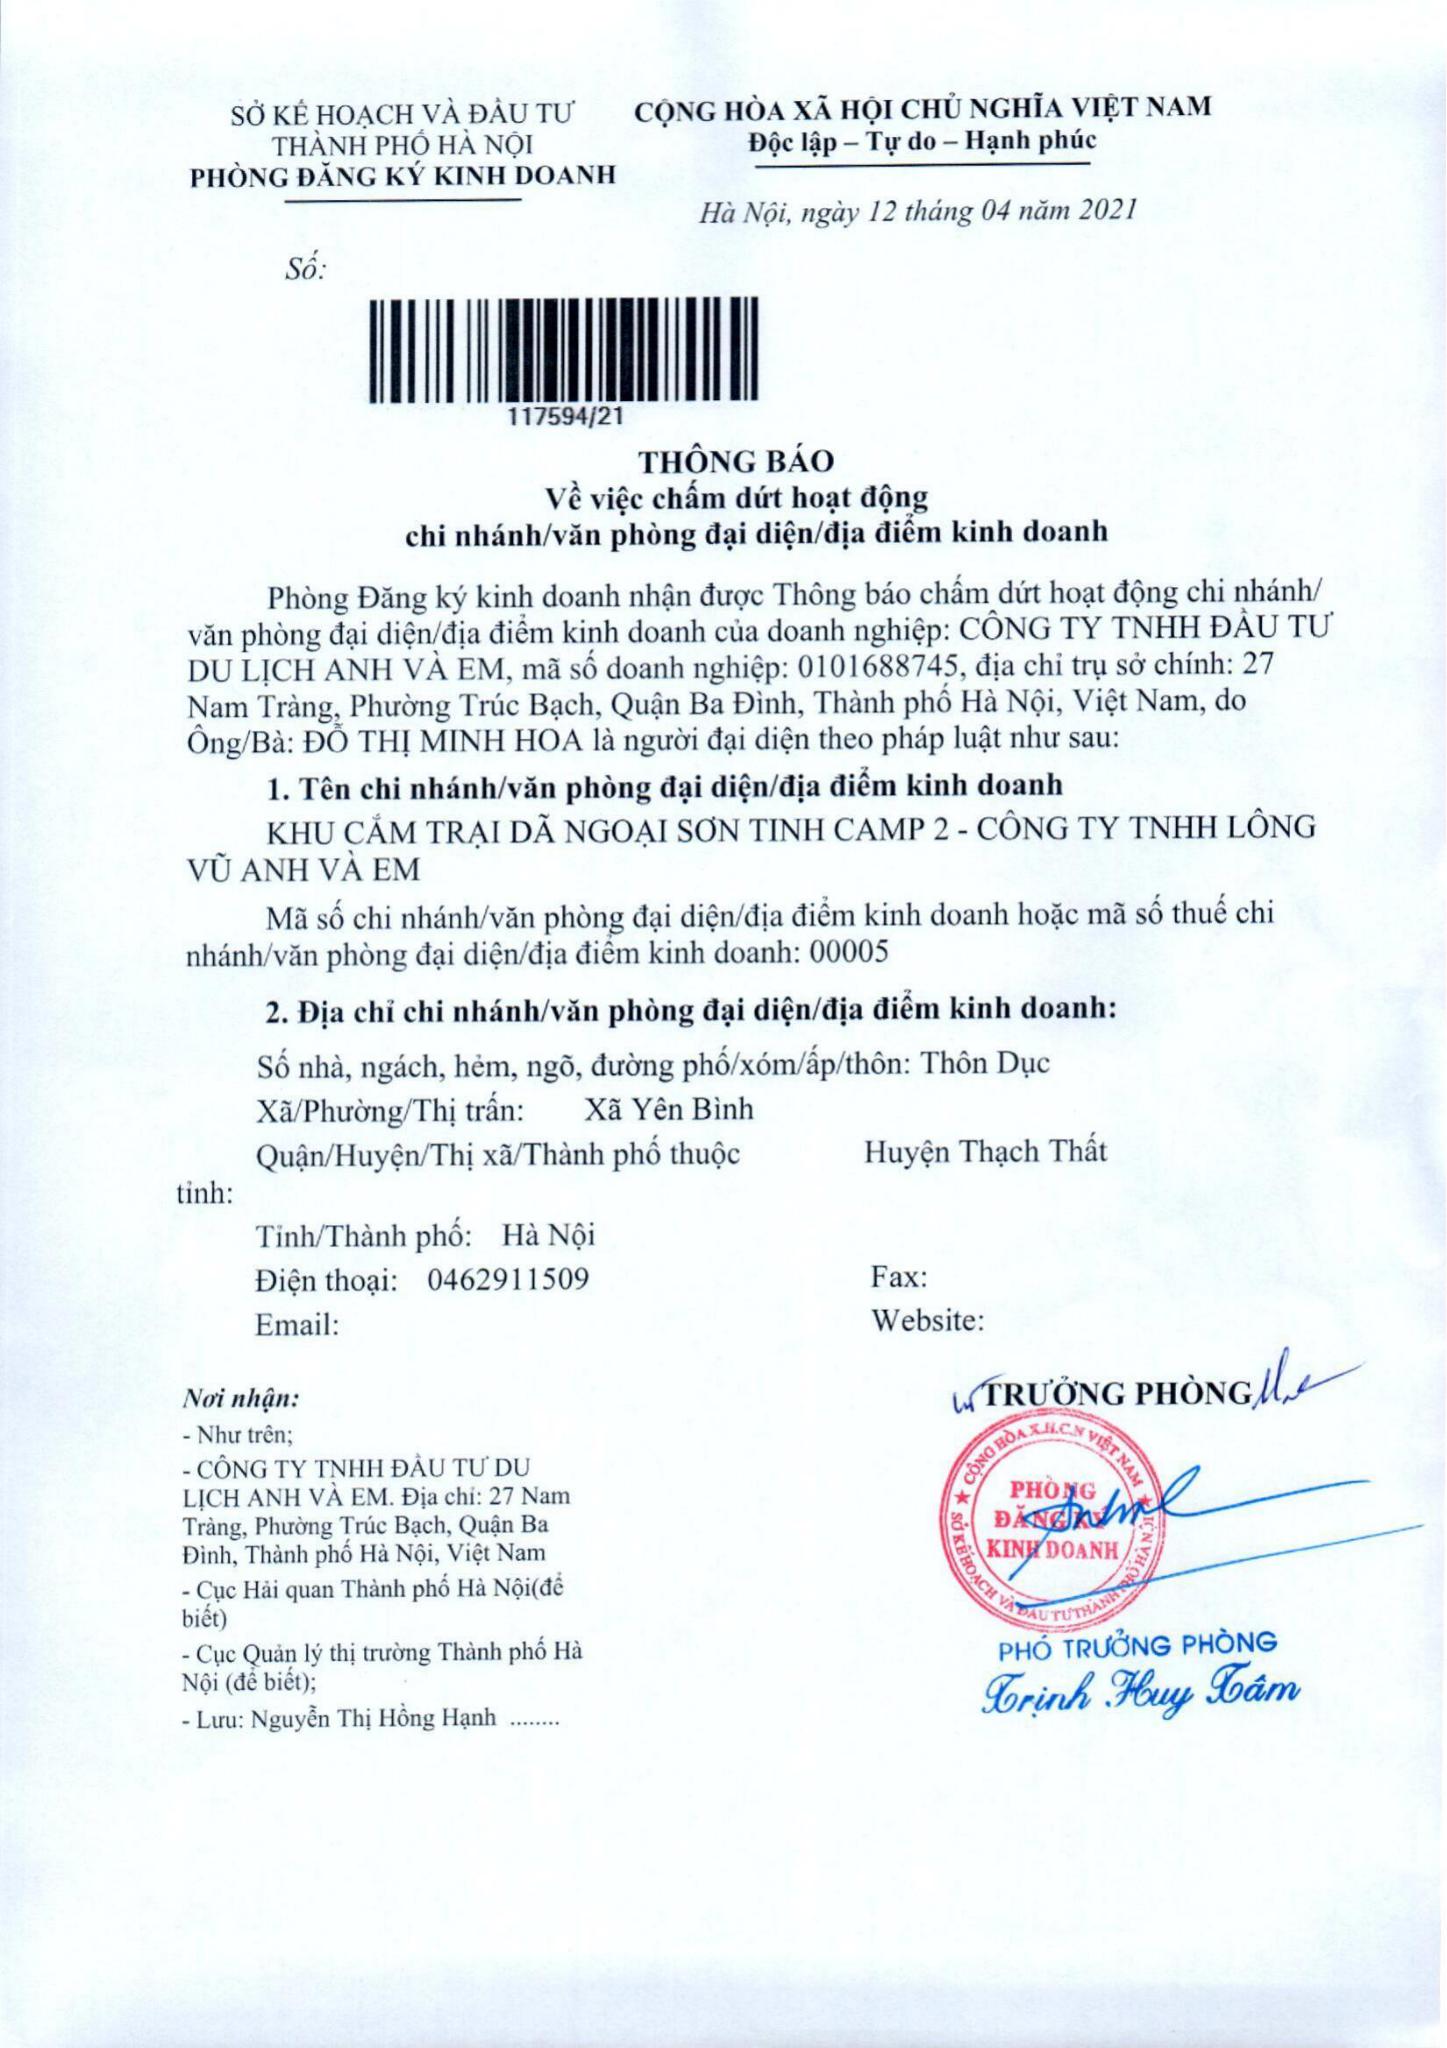 SỞ KẾ HOẠCH VÀ ĐẦU TƯ
THÀNH PHỐ HÀ NỘI
PHÒNG ĐĂNG KÝ KINH DOANH
CỘNG HÒA XÃ HỘI CHỦ NGHĨA VIỆT NAM
Độc lập – Tự do – Hạnh phúc
Hà Nội, ngày 12 tháng 04 năm 2021
Số:
117594/21
THÔNG BÁO
Về việc chấm dứt hoạt động
chi nhánh/văn phòng đại diện/địa điểm kinh doanh
Phòng Đăng ký kinh doanh nhận được Thông báo chấm dứt hoạt động chi nhánh/
văn phòng đại diện/địa điểm kinh doanh của doanh nghiệp: CÔNG TY TNHH ĐẦU TƯ
DU LỊCH ANH VÀ EM, mã số doanh nghiệp: 0101688745, địa chỉ trụ sở chính: 27
Nam Tràng, Phường Trúc Bạch, Quận Ba Đình, Thành phố Hà Nội, Việt Nam, do
Ông/Bà: ĐỖ THỊ MINH HOA là người đại diện theo pháp luật như sau:
1. Tên chi nhánh/văn phòng đại diện/địa điểm kinh doanh
KHU CẮM TRẠI DÃ NGOẠI SƠN TINH CAMP 2 - CÔNG TY TNHH LÔNG
VŨ ANH VÀ EM
Mã số chi nhánh/văn phòng đại diện/địa điểm kinh doanh hoặc mã số thuế chi
nhánh/văn phòng đại diện/địa điểm kinh doanh: 00005
2. Địa chỉ chi nhánh/văn phòng đại diện/địa điểm kinh doanh:
Số nhà, ngách, hẻm, ngõ, đường phố/xóm/ấp/thôn: Thôn Dục
Xã/Phường/Thị trấn: Xã Yên Bình
Quận/Huyện/Thị xã/Thành phố thuộc Huyện Thạch Thất
tỉnh:
Tỉnh/Thành phố: Hà Nội
Điện thoại: 0462911509 Fax:
Email: Website:
Nơi nhận:
- Như trên;
- CÔNG TY TNHH ĐẦU TƯ DU
LỊCH ANH VÀ EM. Địa chỉ: 27 Nam
Tràng, Phường Trúc Bạch, Quận Ba
Đình, Thành phố Hà Nội, Việt Nam
- Cục Hải quan Thành phố Hà Nội(để
biết)
- Cục Quản lý thị trường Thành phố Hà
Nội (để biết);
- Lưu: Nguyễn Thị Hồng Hạnh ........
TRƯỞNG PHÒNG
CỘNG HÒA X.H.C.N VIỆT NAM
PHÒNG
ĐĂNG KÝ
KINH DOANH
SỞ KẾ HOẠCH VÀ ĐẦU TƯ THÀNH PHỐ HÀ NỘI
PHÓ TRƯỞNG PHÒNG
Trịnh Huy Tâm